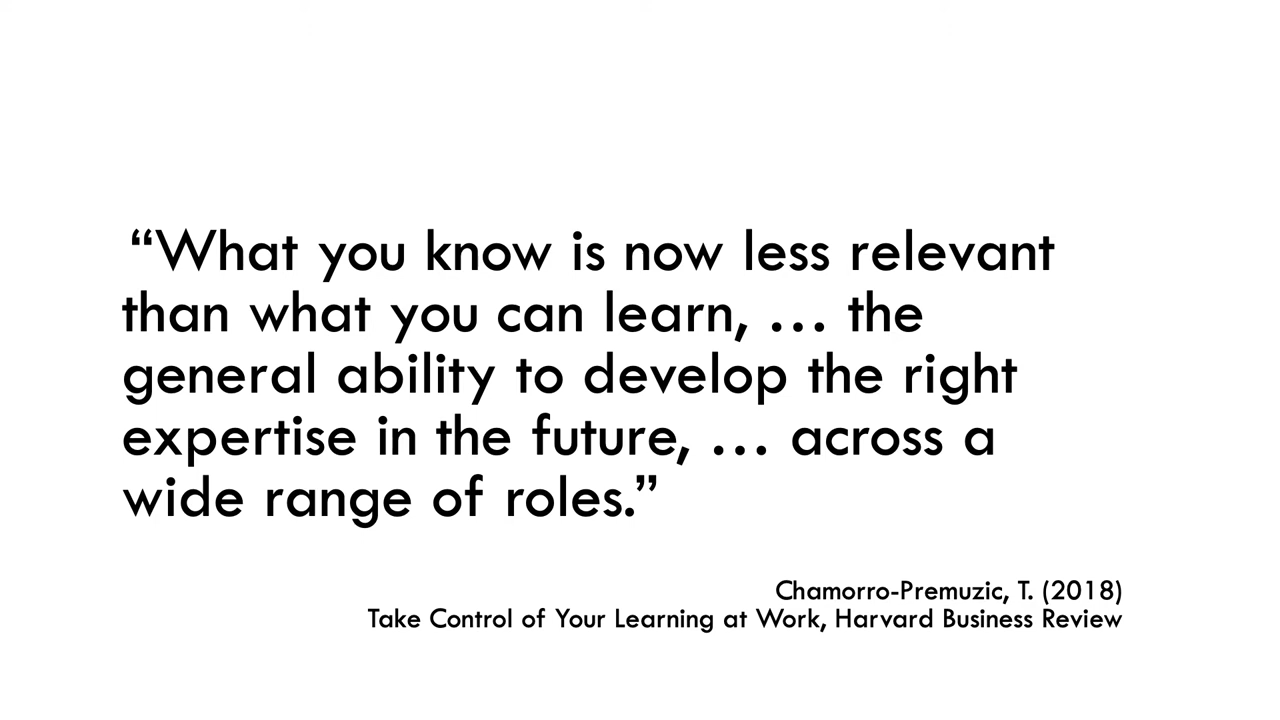 “What you know is now less relevant
than what you can learn, … the
general ability to develop the right
expertise in the future, … across a
wide range of roles.”
Chamorro-Premuzic, T. (2018)
Take Control of Your Learning at Work, Harvard Business Review